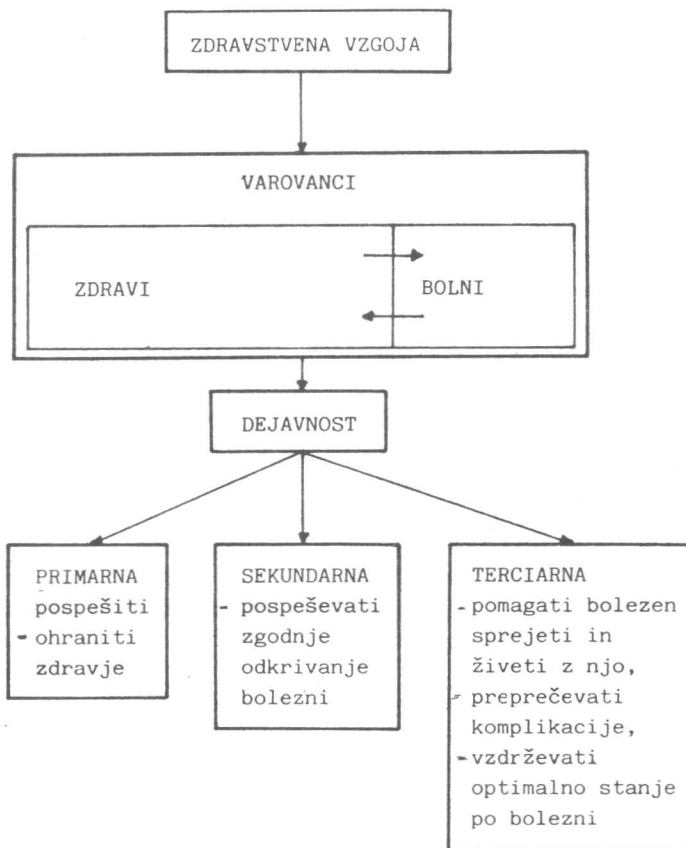 ZDRAVSTVENA VZGOJA
VAROVANCI
ZDRAVI
BOLNI
DEJAVNOST
PRIMARNA
pospešiti
- ohraniti
zdravje
SEKUNDARNA
- pospeševati
zgodnje
odkrivanje
bolezni
TERCIARNA
- pomagati bolezen
sprejeti in
živeti z njo,
- preprečevati
komplikacije,
- vzdrževati
optimalno stanje
po bolezni